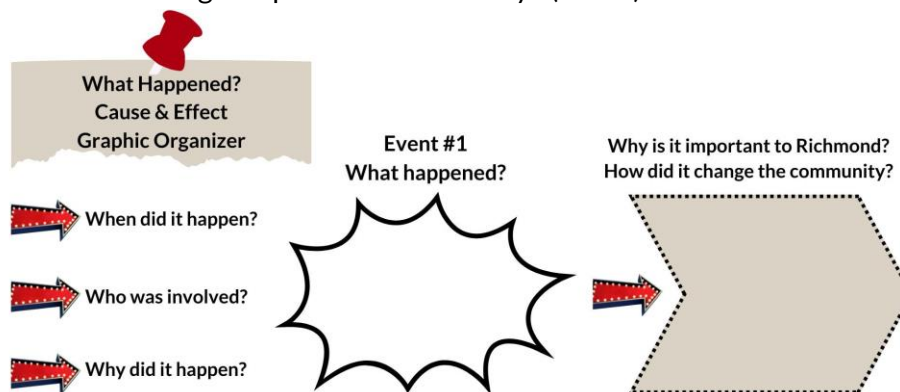 What Happened?
Cause & Effect
Graphic Organizer
Event #1
What happened?
Why is it important to Richmond?
How did it change the community?
When did it happen?
Who was involved?
Why did it happen?